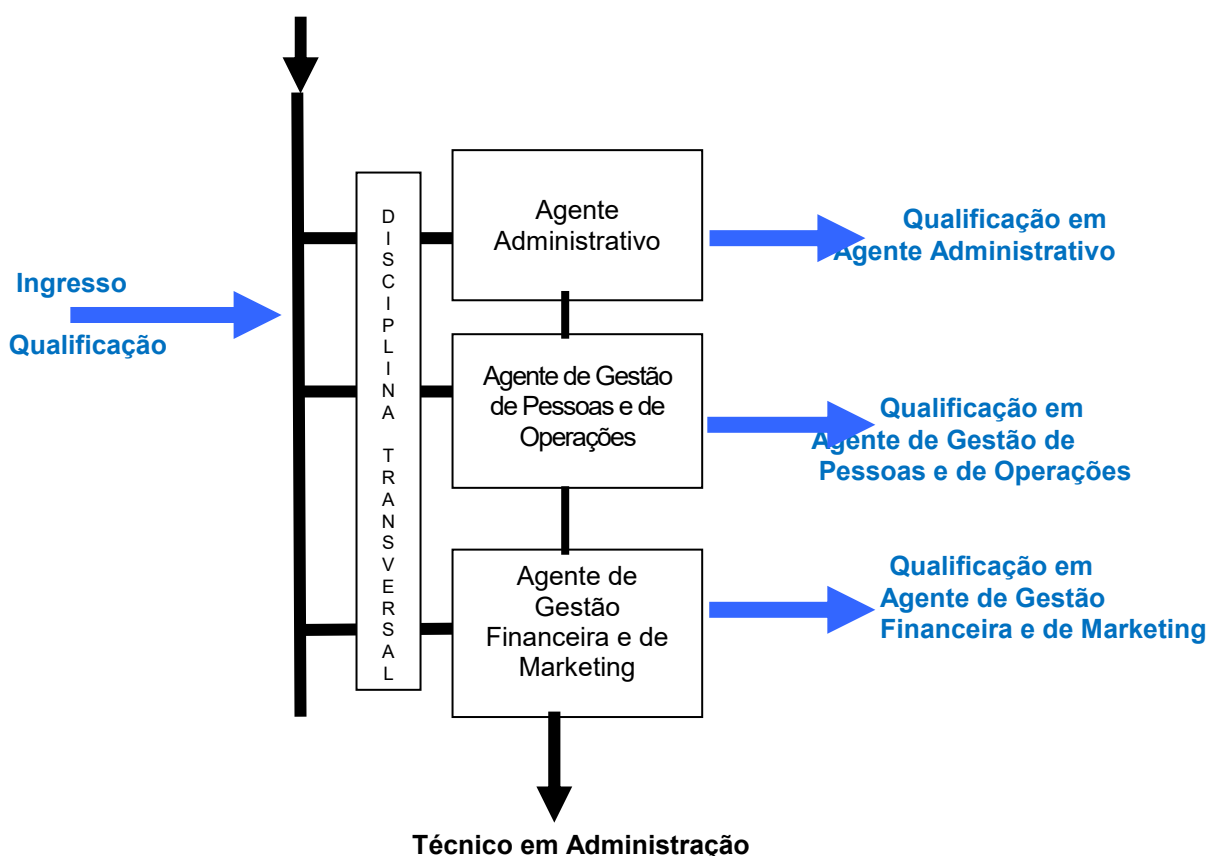 Ingresso
Qualificação
DISCIPLINA TRANSVERSAL
Agente
Administrativo
Qualificação em
Agente Administrativo
Agente de Gestão
de Pessoas e de
Operações
Qualificação em
Agente de Gestão de
Pessoas e de Operações
Agente de
Gestão
Financeira e de
Marketing
Qualificação em
Agente de Gestão
Financeira e de Marketing
Técnico em Administração